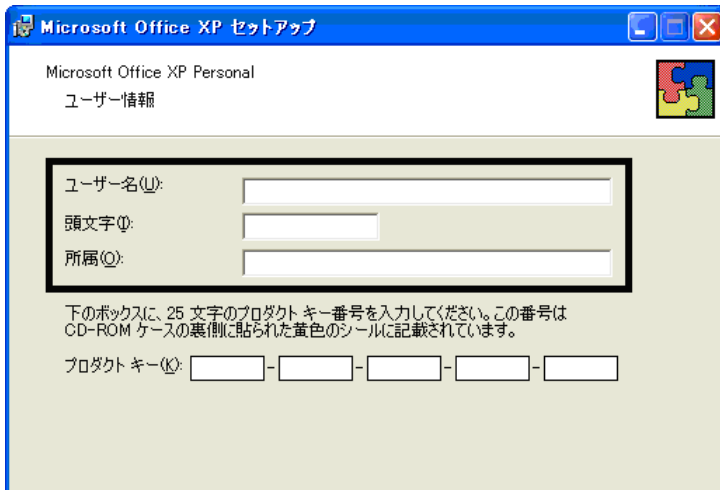 Microsoft Office XP セットアップ
Microsoft Office XP Personal
ユーザー情報
ユーザー名(U):
頭文字(I):
所属(O):
下のボックスに、25 文字のプロダクト キー番号を入力してください。この番号は
CD-ROM ケースの裏側に貼られた黄色のシールに記載されています。
プロダクト キー(K): - - - -